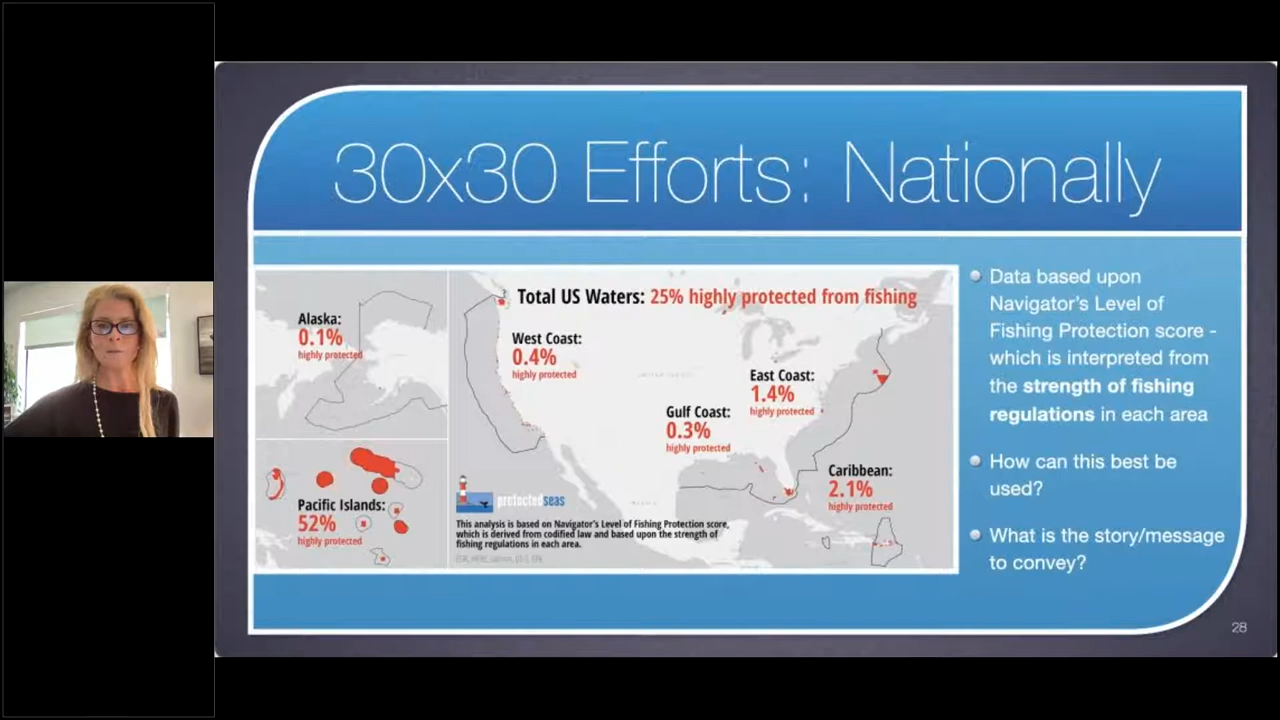 30x30 Efforts: Nationally
Total US Waters: 25% highly protected from fishing
Alaska:
0.1%
highly protected
West Coast:
0.4%
highly protected
East Coast:
1.4%
highly protected
Gulf Coast:
0.3%
highly protected
Caribbean:
2.1%
highly protected
Pacific Islands:
52%
highly protected
protectedseas
This analysis is based on Navigator's Level of Fishing Protection score,
which is derived from codified law and based upon the strength of
fishing regulations in each area.
Data based upon
Navigator's Level of
Fishing Protection score -
which is interpreted from
the strength of fishing
regulations in each area
How can this best be
used?
What is the story/message
to convey?
28